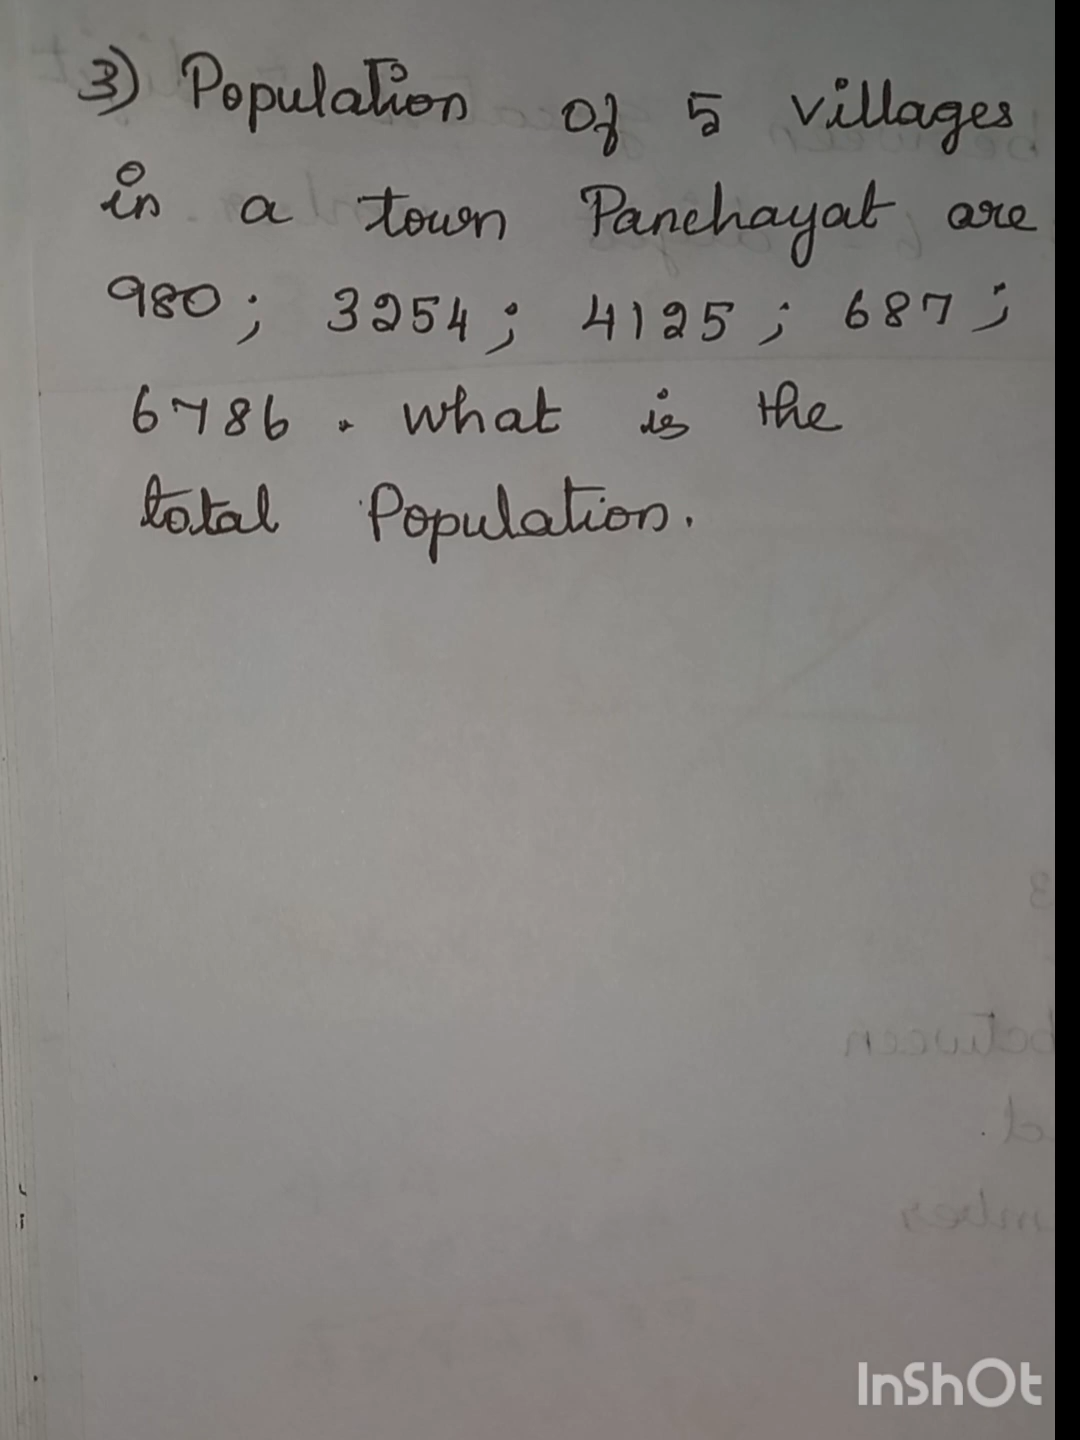 3) Population of 5 villages
in a town Panchayat are
980; 3254; 4125; 687;
6786. what is the
total Population.
InShOt